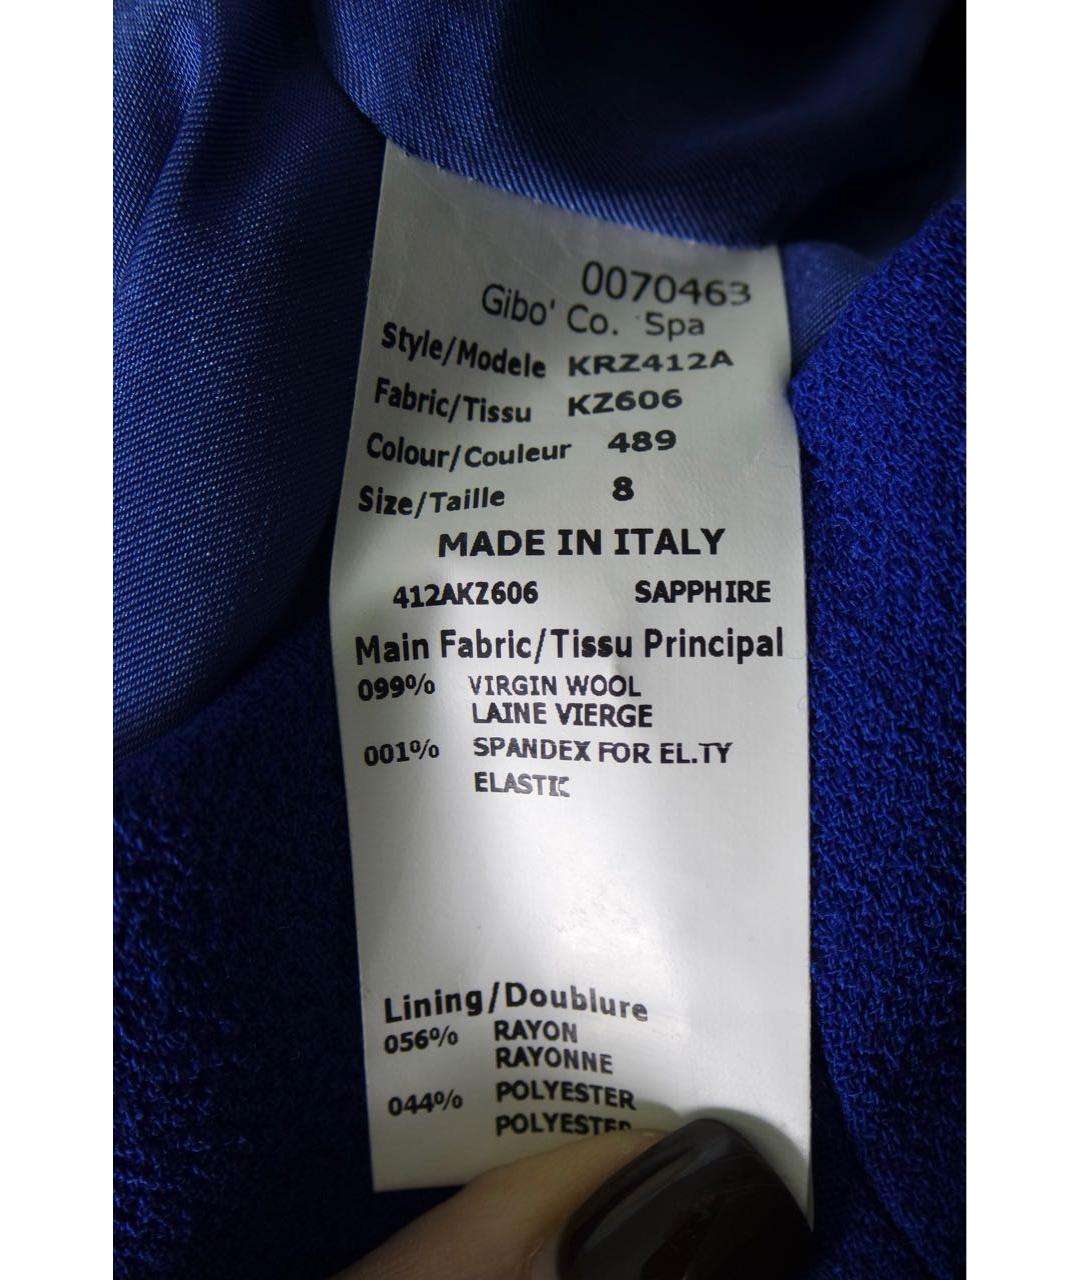 0070463
Gibo' Co. Spa
Style/Modele KRZ412A
Fabric/Tissu KZ606
Colour/Couleur 489
Size/Taille 8
MADE IN ITALY
412AKZ606 SAPPHIRE
Main Fabric/Tissu Principal
099% VIRGIN WOOL
LAINE VIERGE
001% SPANDEX FOR EL.TY
ELASTIC
Lining/Doublure
056% RAYON
RAYONNE
044% POLYESTER
POLYESTER